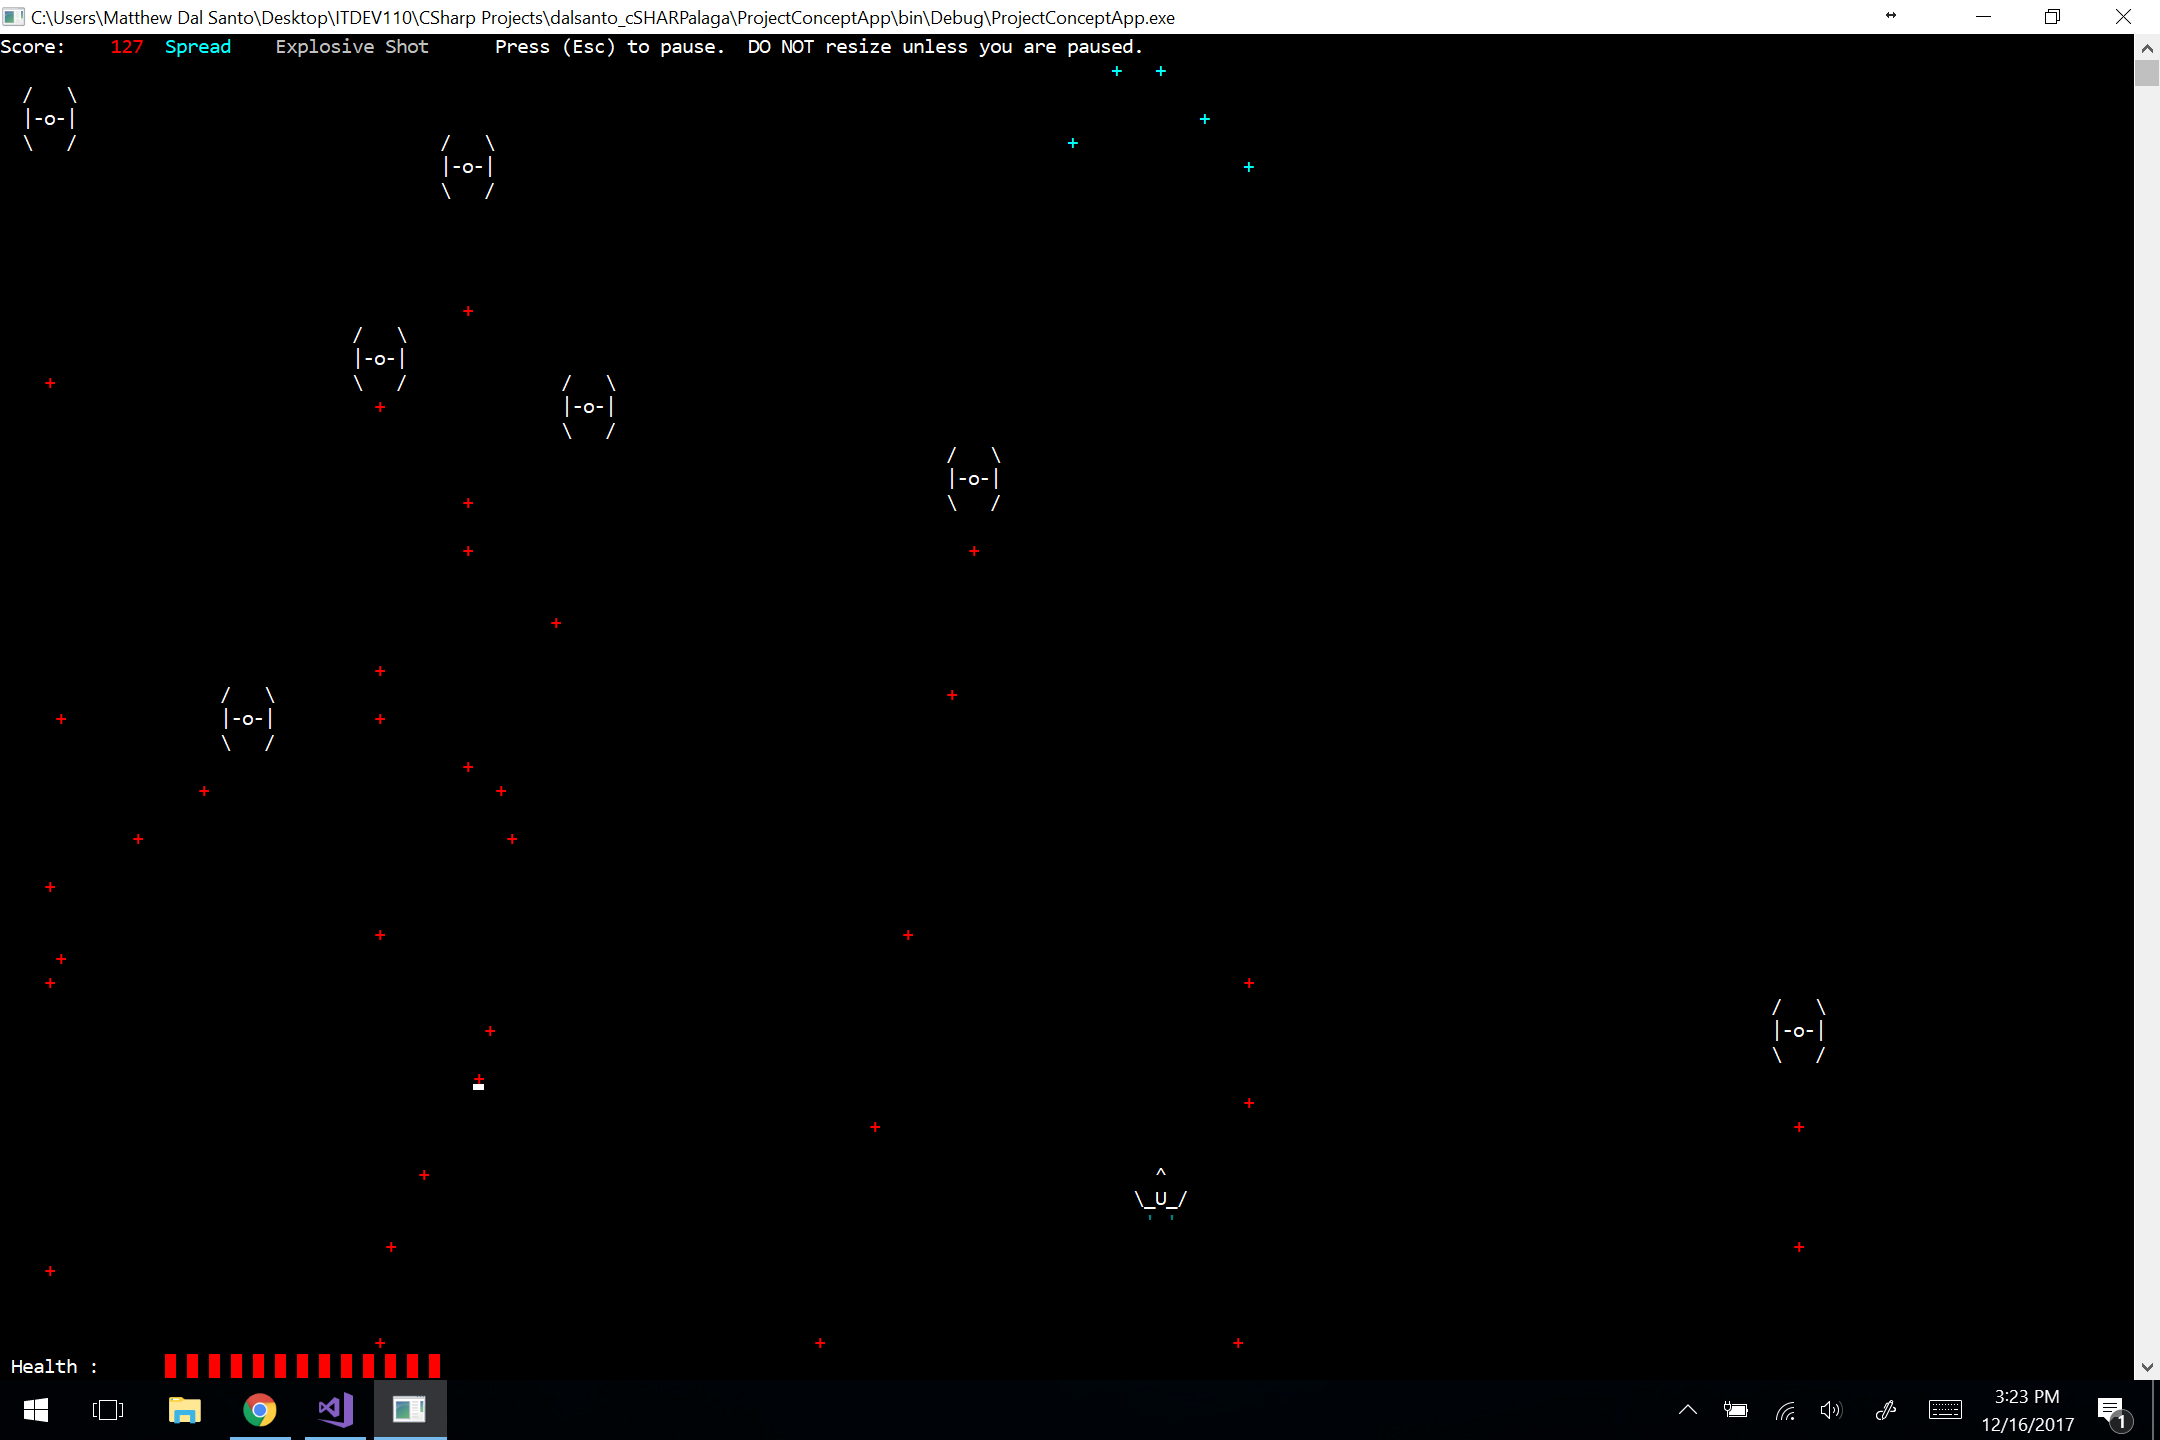 C:\Users\Matthew Dal Santo\Desktop\ITDEV110\CSharp Projects\dalsanto_cSHARPalaga\ProjectConceptApp\bin\Debug\ProjectConceptApp.exe
Score: 127 Spread Explosive Shot Press (Esc) to pause. DO NOT resize unless you are paused.
Health :
3:23 PM
12/16/2017
1